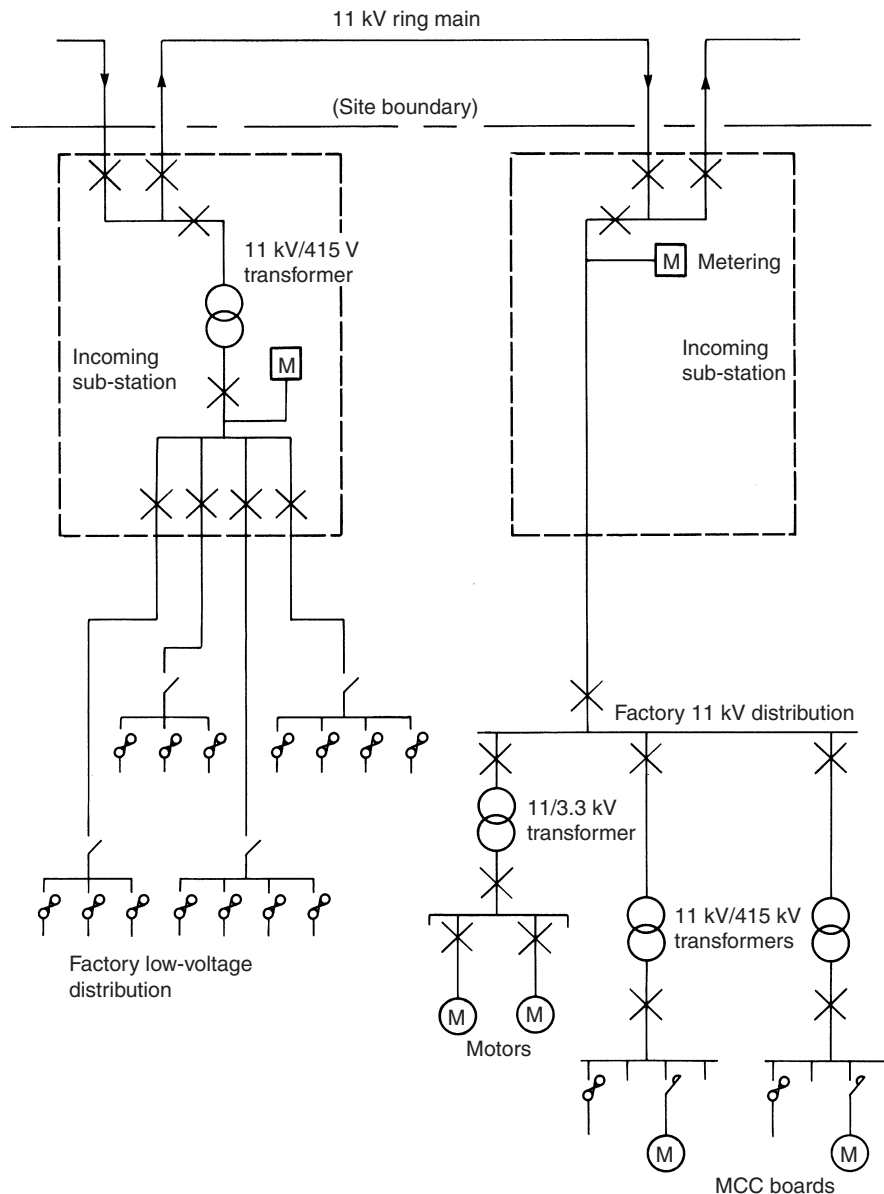 11 kV ring main
(Site boundary)
11 kV/415 V
transformer
M
Metering
Incoming
sub-station
M
Incoming
sub-station
Factory 11 kV distribution
11/3.3 kV
transformer
11 kV/415 kV
transformers
Factory low-voltage
distribution
M
M
Motors
M
M
MCC boards